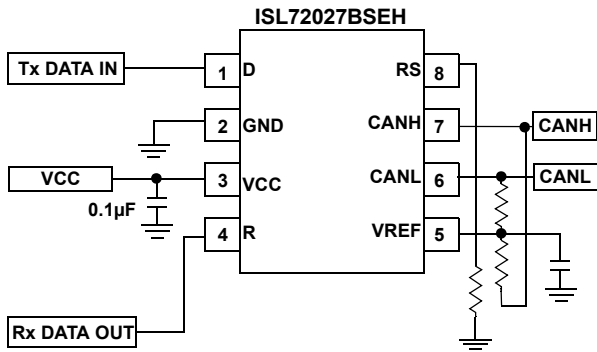 ISL72027BSEH
Tx DATA IN
1 D
RS 8
2 GND
CANH 7
CANH
VCC
3 VCC
CANL 6
CANL
0.1µF
4 R
VREF 5
Rx DATA OUT